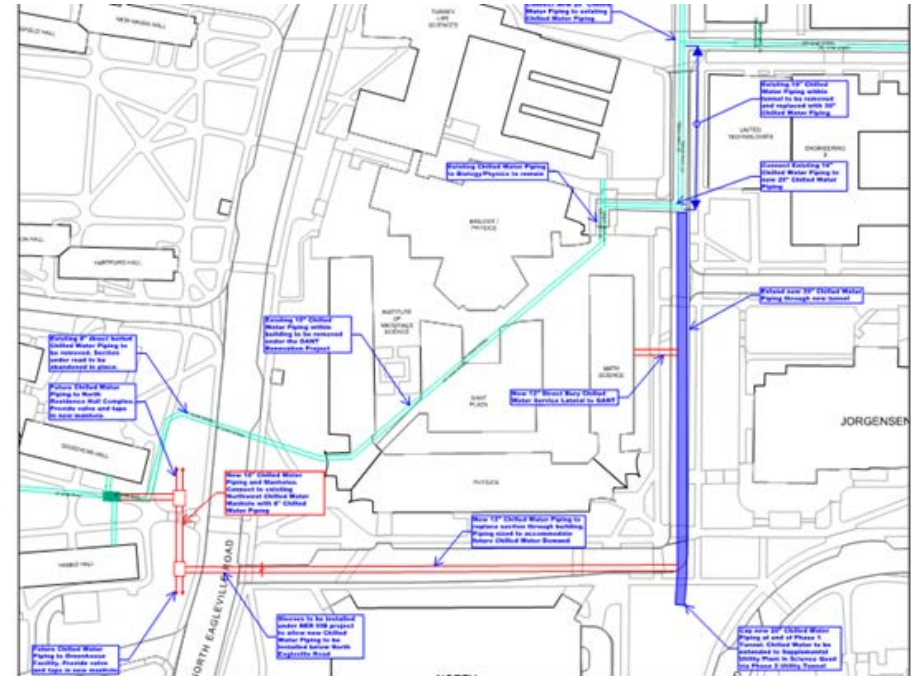 NEW HAVEN HALL
TORREY
LIFE
SCIENCES
Water Piping to existing
Chilled Water Piping
Existing 16" Chilled
Water Piping within
tunnel to be removed
and replaced with 20"
Chilled Water Piping
UNITED
TECHNOLOGIES
ENGINEERING
Connect Existing 16"
Chilled Water Piping to
new 20" Chilled Water
Piping
Existing Chilled Water Piping
to Biology/Physics to remain
BIOLOGY /
PHYSICS
HARTFORD HALL
INSTITUTE
OF
MATERIALS
SCIENCE
Extend new 20" Chilled Water
Piping through new tunnel
Existing 10" Chilled
Water Piping within
building to be removed
under the GANT
Renovation Project
Existing 8" direct buried
Chilled Water Piping to
be removed. Section
under road to be
abandoned in place.
MATH
SCIENCE
GANT
PLAZA
New 12" Direct Bury Chilled
Water Service Lateral to GANT
Future Chilled Water
Piping to North
Residence Hall Complex.
Provide valve and taps
in new manhole
JORGENSEN
PHYSICS
Chilled Water
Piping and Manholes.
Connect to existing
Northwest Chilled Water
Manhole with 8" Chilled
Water Piping
New 12" Chilled Water Piping to
replace section through building.
Piping sized to accommodate
future Chilled Water Demand
NORTH EAGLEVILLE ROAD
Sleeves to be installed
under NER IIIB project
to allow new Chilled
Water Piping to be
installed below North
Eagleville Road
Future Chilled Water
Piping to Greenhouse
Facility. Provide valve
and taps in new manhole
Cap new 20" Chilled Water
Piping at end of Phase 1
Tunnel. Chilled Water to be
extended to Supplemental
Utility Plant in Science Quad
via Phase 2 Utility Tunnel
NORTH